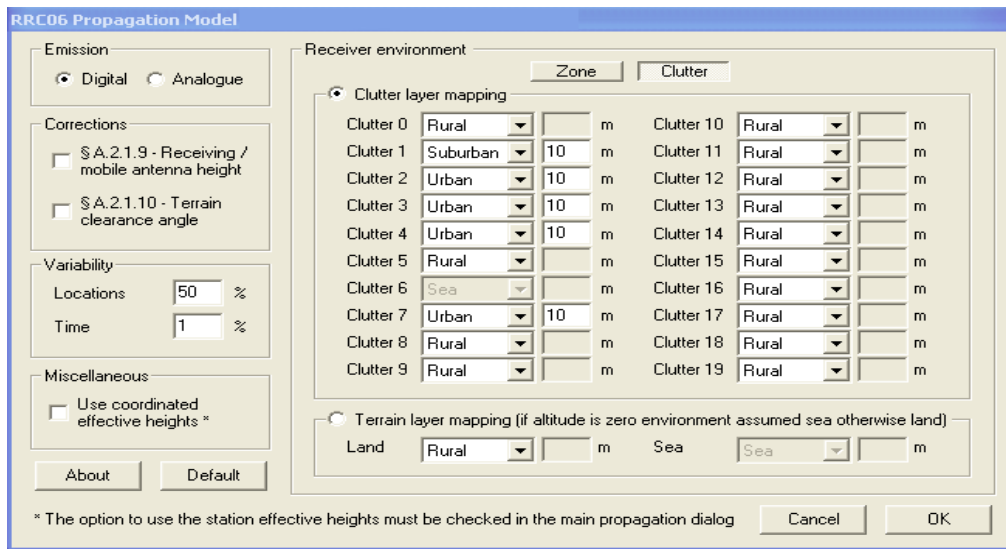 RRC06 Propagation Model
Emission
Digital Analogue
Corrections
§ A.2.1.9 - Receiving /
mobile antenna height
§ A.2.1.10 - Terrain
clearance angle
Variability
Locations 50 %
Time 1 %
Miscellaneous
Use coordinated
effective heights *
About Default
Receiver environment
Zone Clutter
Clutter layer mapping
Clutter 0 Rural m Clutter 10 Rural m
Clutter 1 Suburban 10 m Clutter 11 Rural m
Clutter 2 Urban 10 m Clutter 12 Rural m
Clutter 3 Urban 10 m Clutter 13 Rural m
Clutter 4 Urban 10 m Clutter 14 Rural m
Clutter 5 Rural m Clutter 15 Rural m
Clutter 6 Sea m Clutter 16 Rural m
Clutter 7 Urban 10 m Clutter 17 Rural m
Clutter 8 Rural m Clutter 18 Rural m
Clutter 9 Rural m Clutter 19 Rural m
Terrain layer mapping (if altitude is zero environment assumed sea otherwise land)
Land Rural m Sea Sea m
* The option to use the station effective heights must be checked in the main propagation dialog
Cancel OK